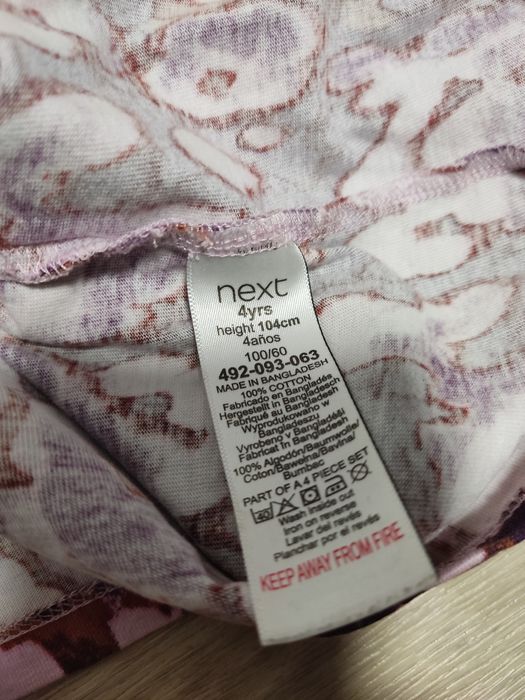 next
4yrs
height 104cm
4años
100/60
492-093-063
MADE IN BANGLADESH
100% COTTON
Fabricado en Bangladés
Hergestellt in Bangladesch
Fabriqué au Bangladesh
Wyprodukowano w
Bangladeszu
Vyrobeno v Bangladéši
Fabricat în Bangladesh
100% Algodón/Baumwolle/
Coton/Bawełna/Bavlna/
Bumbac
PART OF A 4 PIECE SET
40
Wash inside out
Iron on reverse
Lavar del revés
Planchar por el revés
KEEP AWAY FROM FIRE